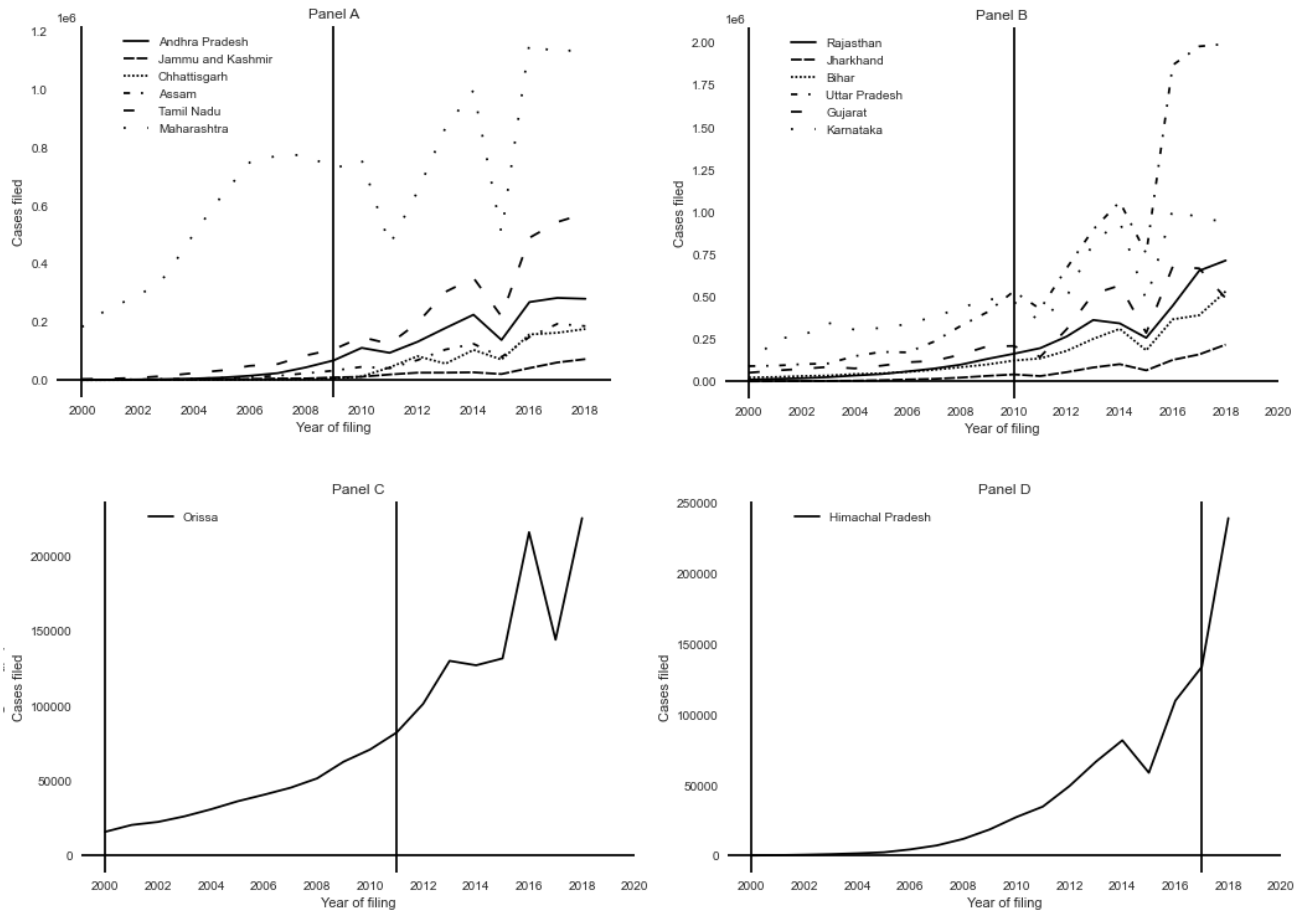 Panel A
1e6
1.2
1.0
0.8
0.6
0.4
0.2
0.0
Cases filed
Andhra Pradesh
Jammu and Kashmir
Chhattisgarh
Assam
Tamil Nadu
Maharashtra
2000 2002 2004 2006 2008 2010 2012 2014 2016 2018
Year of filing
Panel B
1e6
2.00
1.75
1.50
1.25
1.00
0.75
0.50
0.25
0.00
Cases filed
Rajasthan
Jharkhand
Bihar
Uttar Pradesh
Gujarat
Karnataka
2000 2002 2004 2006 2008 2010 2012 2014 2016 2018 2020
Year of filing
Panel C
200000
150000
100000
50000
0
Cases filed
Orissa
2000 2002 2004 2006 2008 2010 2012 2014 2016 2018 2020
Year of filing
Panel D
250000
200000
150000
100000
50000
0
Cases filed
Himachal Pradesh
2000 2002 2004 2006 2008 2010 2012 2014 2016 2018 2020
Year of filing